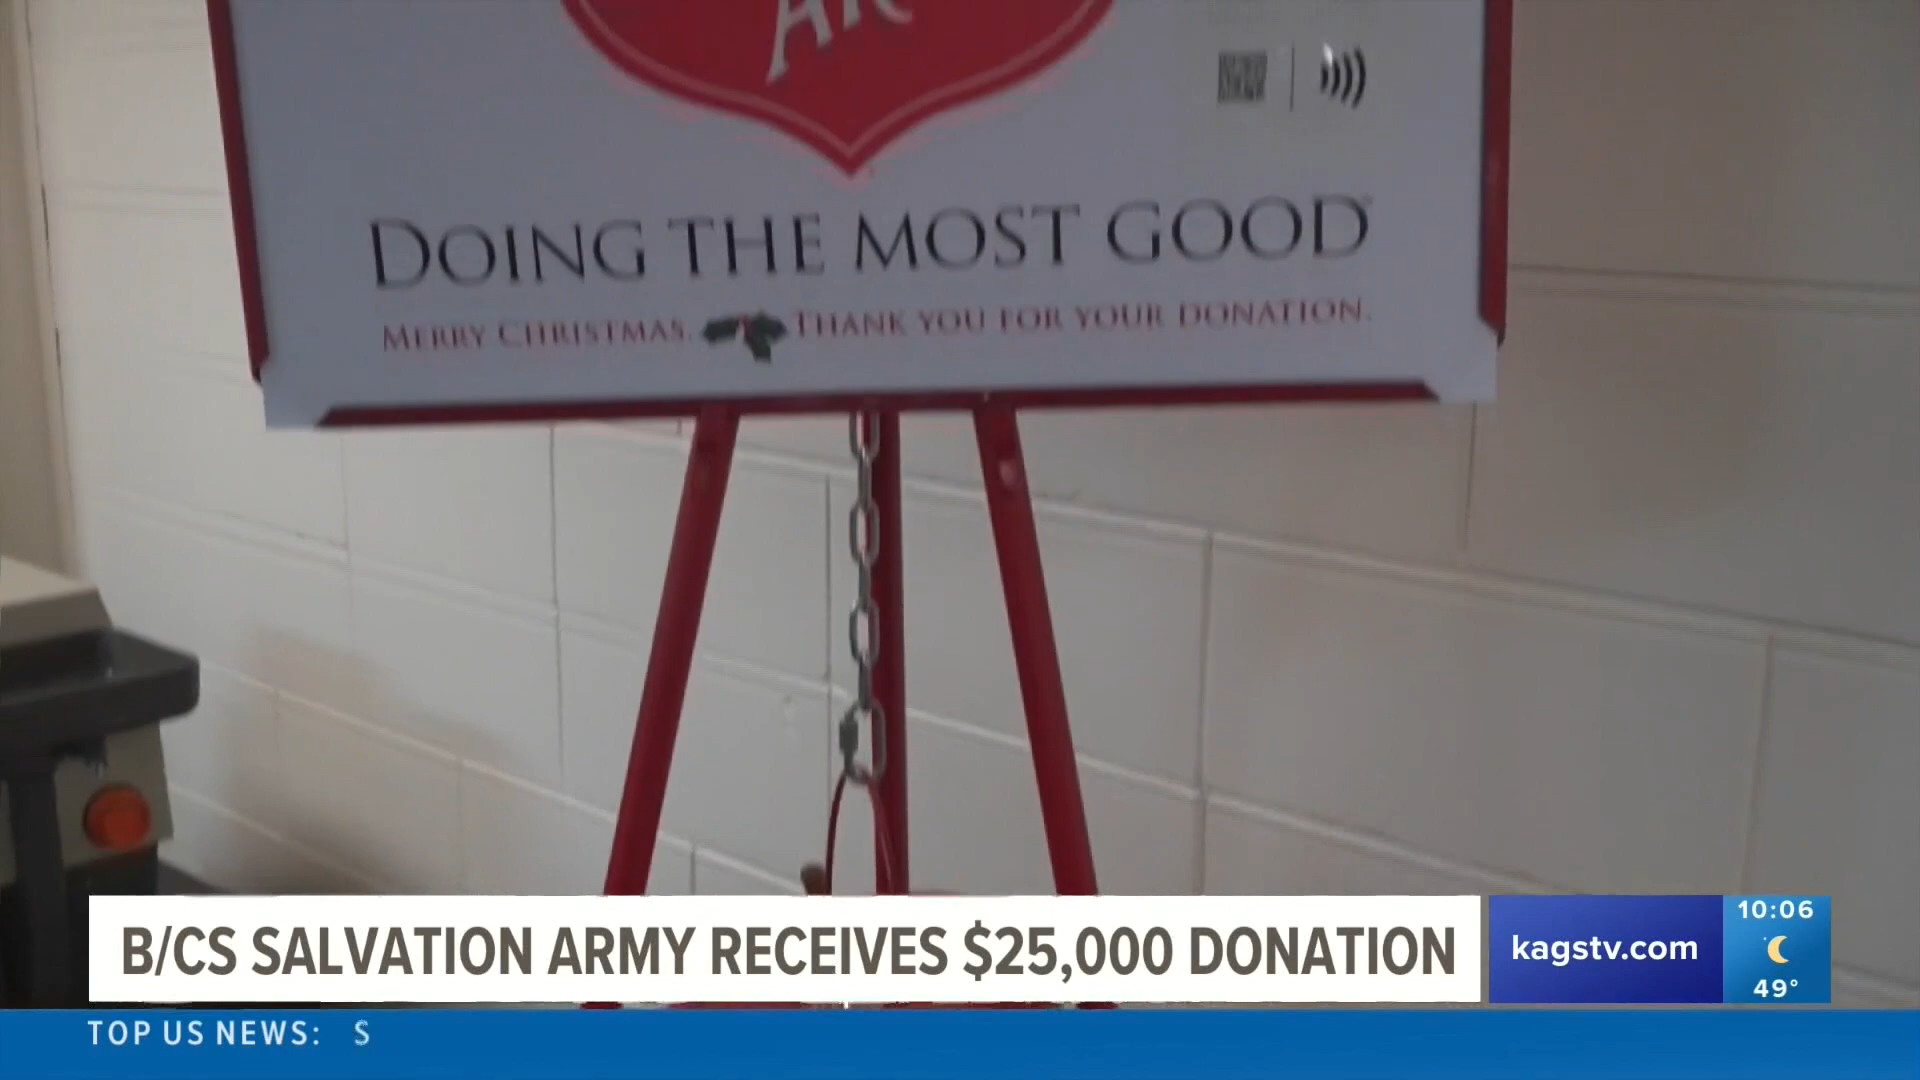 DOING THE MOST GOOD
MERRY CHRISTMAS. THANK YOU FOR YOUR DONATION.
B/CS SALVATION ARMY RECEIVES $25,000 DONATION
kagstv.com
10:06
49°
TOP US NEWS: S